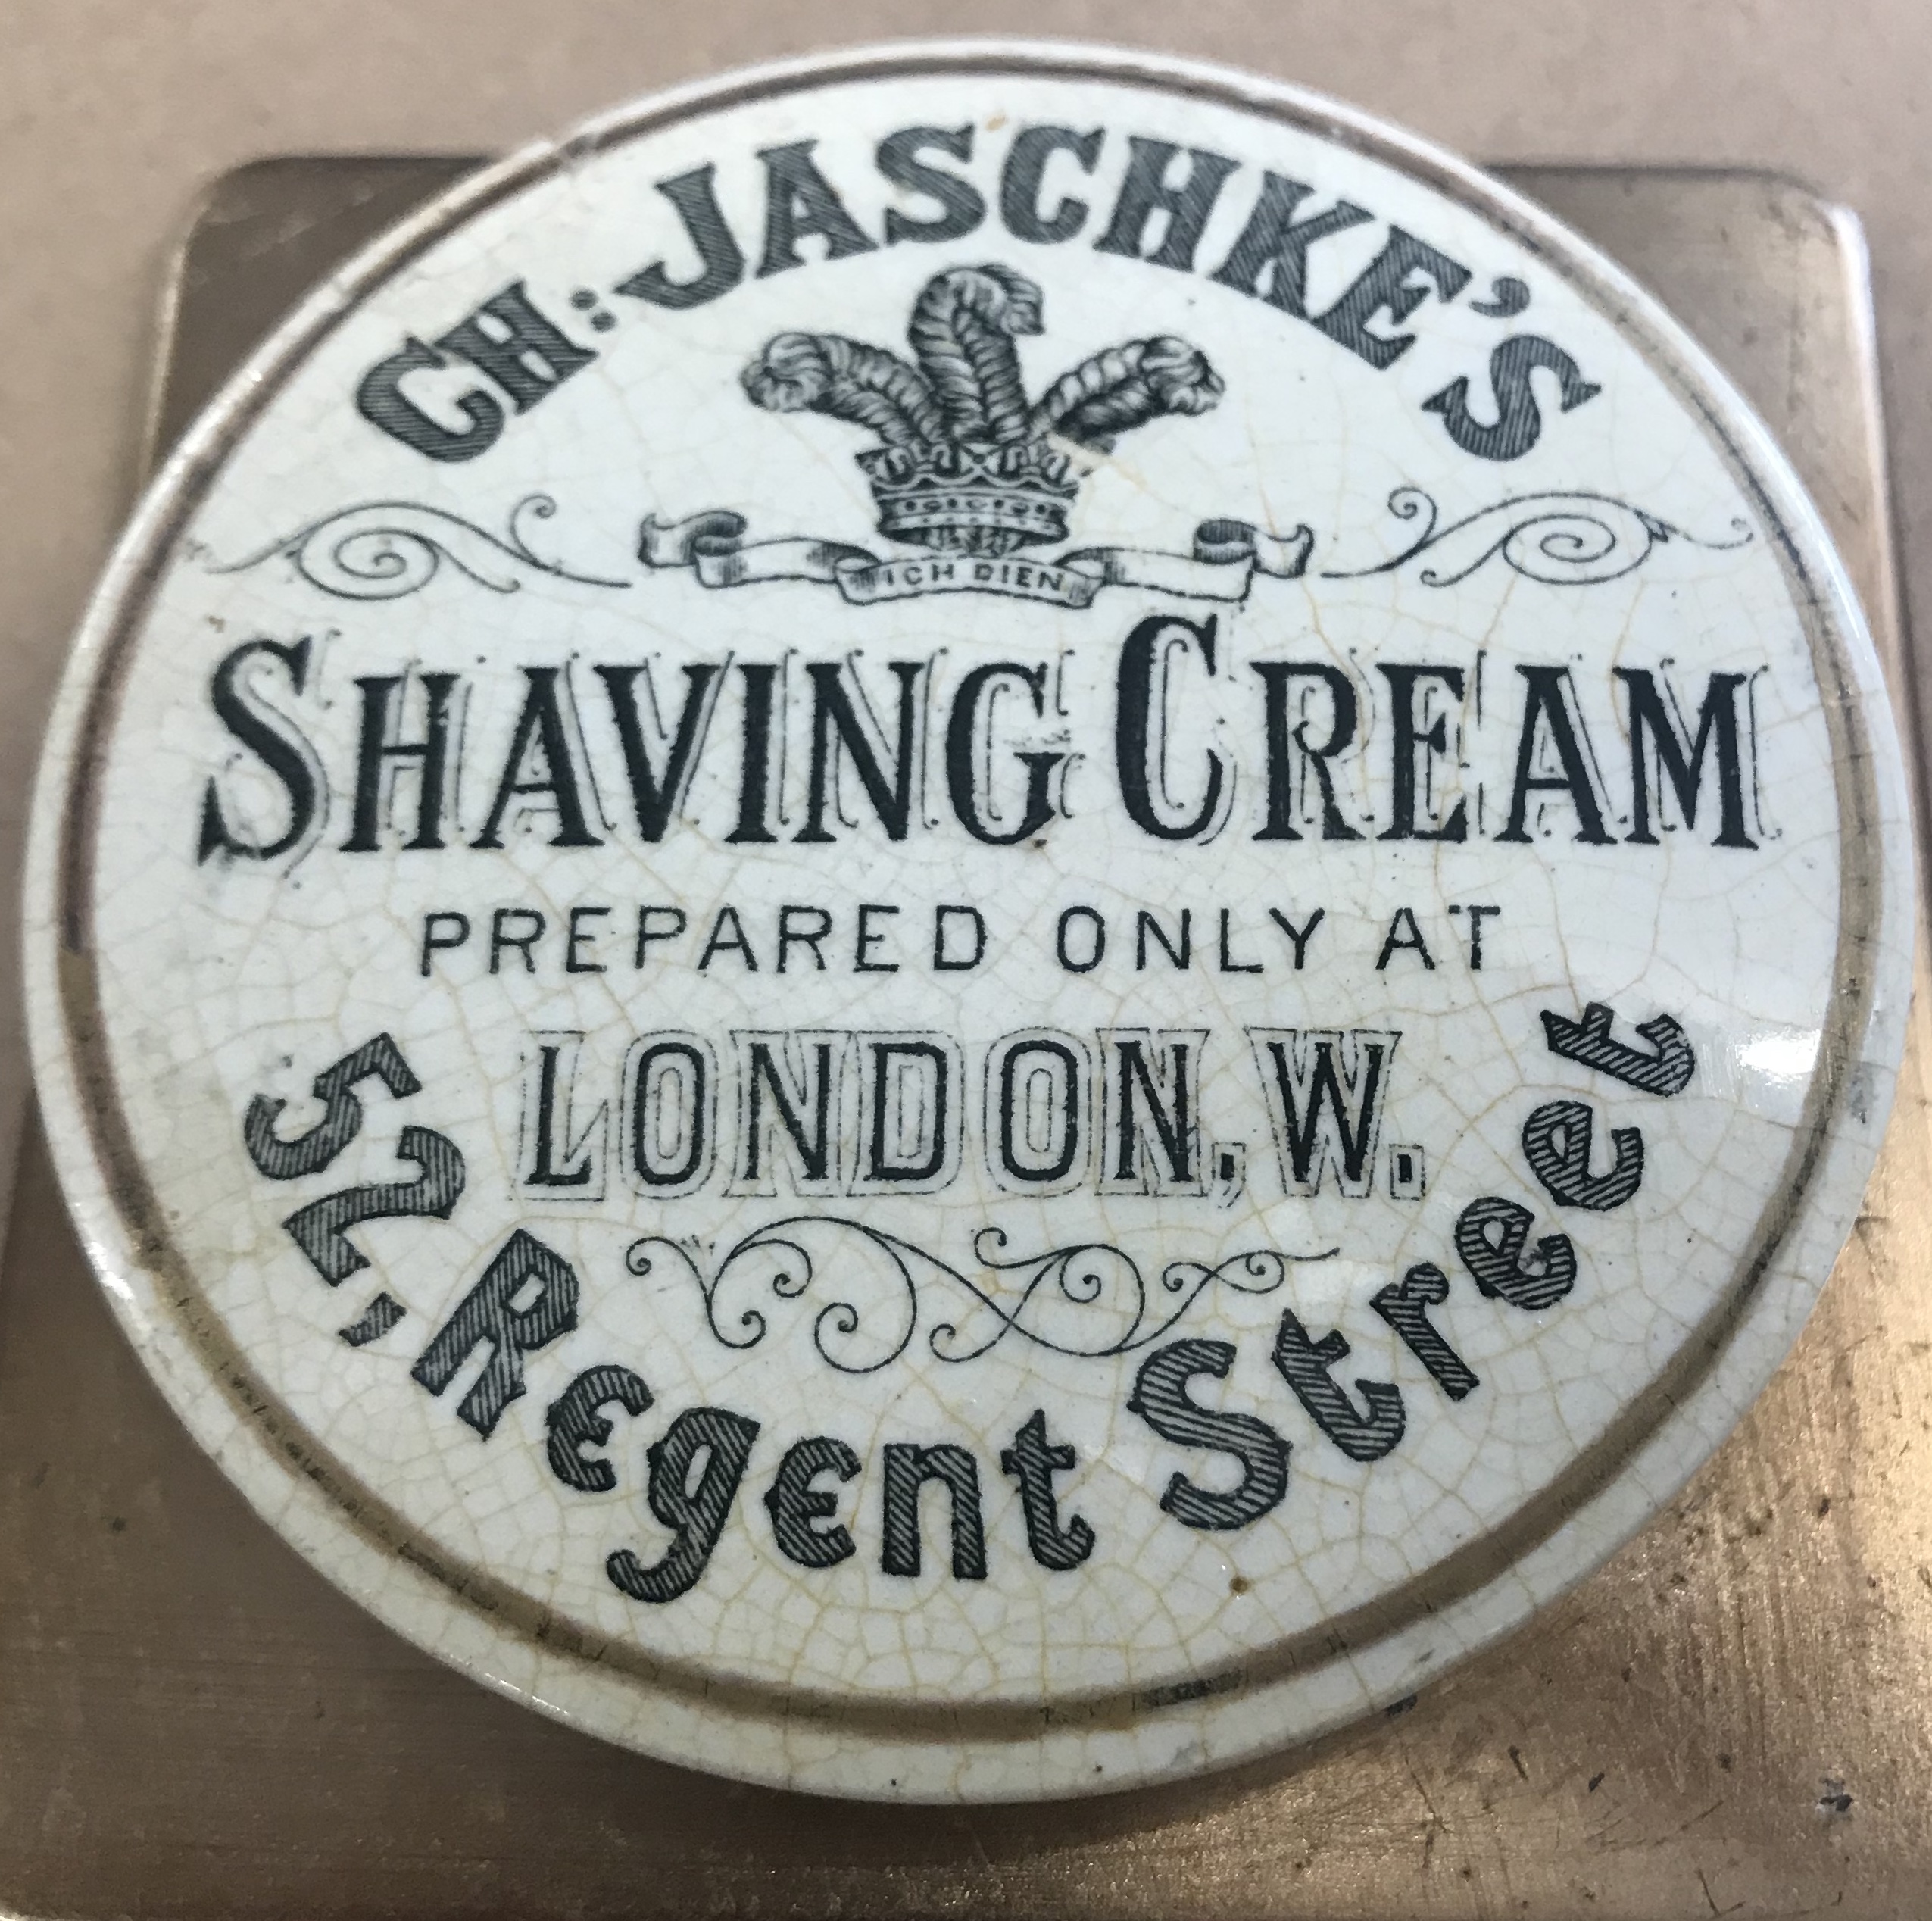 CH: JASCHKE'S
ICH DIEN
SHAVING CREAM
PREPARED ONLY AT
LONDON, W.
52, Regent Street